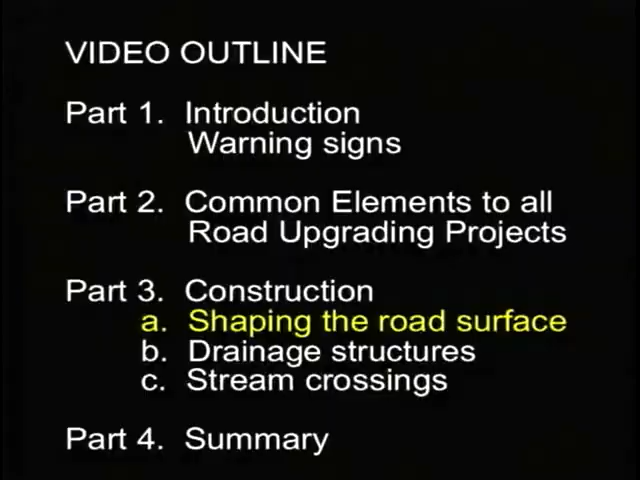 VIDEO OUTLINE
Part 1. Introduction
Warning signs
Part 2. Common Elements to all
Road Upgrading Projects
Part 3. Construction
a. Shaping the road surface
b. Drainage structures
c. Stream crossings
Part 4. Summary